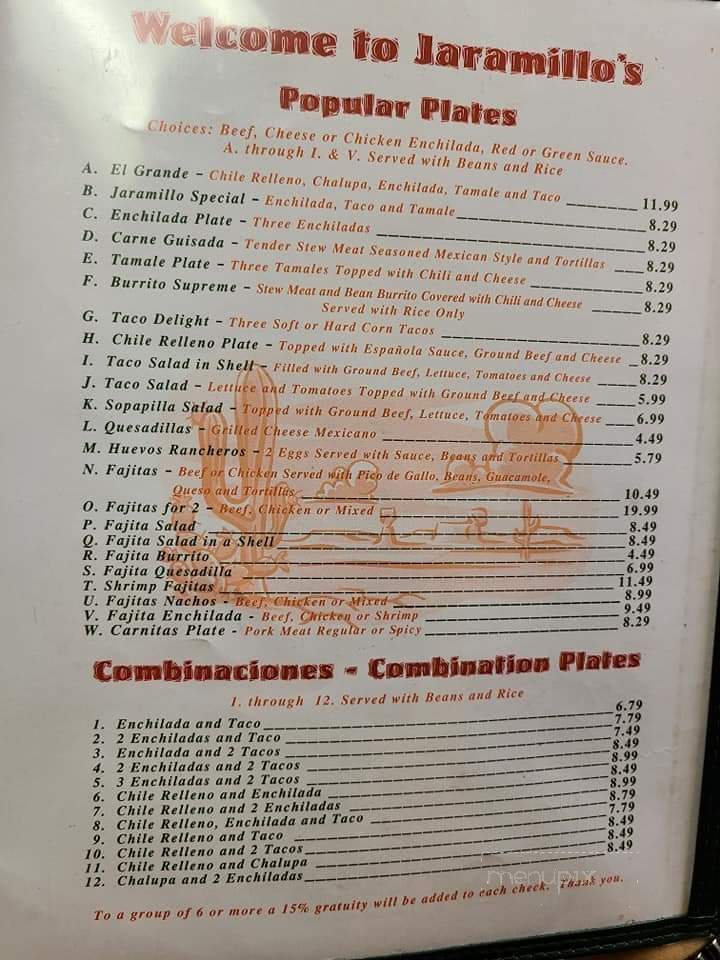 Welcome to Jaramillo's
Popular Plates
Choices: Beef, Cheese or Chicken Enchilada, Red or Green Sauce.
A. through I. & V. Served with Beans and Rice
A. El Grande - Chile Relleno, Chalupa, Enchilada, Tamale and Taco 11.99
B. Jaramillo Special - Enchilada, Taco and Tamale 8.29
C. Enchilada Plate - Three Enchiladas 8.29
D. Carne Guisada - Tender Stew Meat Seasoned Mexican Style and Tortillas 8.29
E. Tamale Plate - Three Tamales Topped with Chili and Cheese 8.29
F. Burrito Supreme - Stew Meat and Bean Burrito Covered with Chili and Cheese 8.29
Served with Rice Only
G. Taco Delight - Three Soft or Hard Corn Tacos 8.29
H. Chile Relleno Plate - Topped with Española Sauce, Ground Beef and Cheese 8.29
I. Taco Salad in Shell - Filled with Ground Beef, Lettuce, Tomatoes and Cheese 8.29
J. Taco Salad - Lettuce and Tomatoes Topped with Ground Beef and Cheese 5.99
K. Sopapilla Salad - Topped with Ground Beef, Lettuce, Tomatoes and Cheese 6.99
L. Quesadillas - Grilled Cheese Mexicano 4.49
M. Huevos Rancheros - 2 Eggs Served with Sauce, Beans and Tortillas 5.79
N. Fajitas - Beef or Chicken Served with Pico de Gallo, Beans, Guacamole,
Queso and Tortillas 10.49
O. Fajitas for 2 - Beef, Chicken or Mixed 19.99
P. Fajita Salad 8.49
Q. Fajita Salad in a Shell 8.49
R. Fajita Burrito 4.49
S. Fajita Quesadilla 6.99
T. Shrimp Fajitas 11.49
U. Fajitas Nachos - Beef, Chicken or Mixed 8.99
V. Fajita Enchilada - Beef, Chicken or Shrimp 9.49
W. Carnitas Plate - Pork Meat Regular or Spicy 8.29
Combinaciones - Combination Plates
1. through 12. Served with Beans and Rice
1. Enchilada and Taco 6.79
2. 2 Enchiladas and Taco 7.79
3. Enchilada and 2 Tacos 7.49
4. 2 Enchiladas and 2 Tacos 8.49
5. 3 Enchiladas and 2 Tacos 8.99
6. Chile Relleno and Enchilada 8.49
7. Chile Relleno and 2 Enchiladas 8.99
8. Chile Relleno, Enchilada and Taco 8.79
9. Chile Relleno and Taco 7.79
10. Chile Relleno and 2 Tacos 8.49
11. Chile Relleno and Chalupa 8.49
12. Chalupa and 2 Enchiladas 8.49
menupix
To a group of 6 or more a 15% gratuity will be added to each check. Thank you.